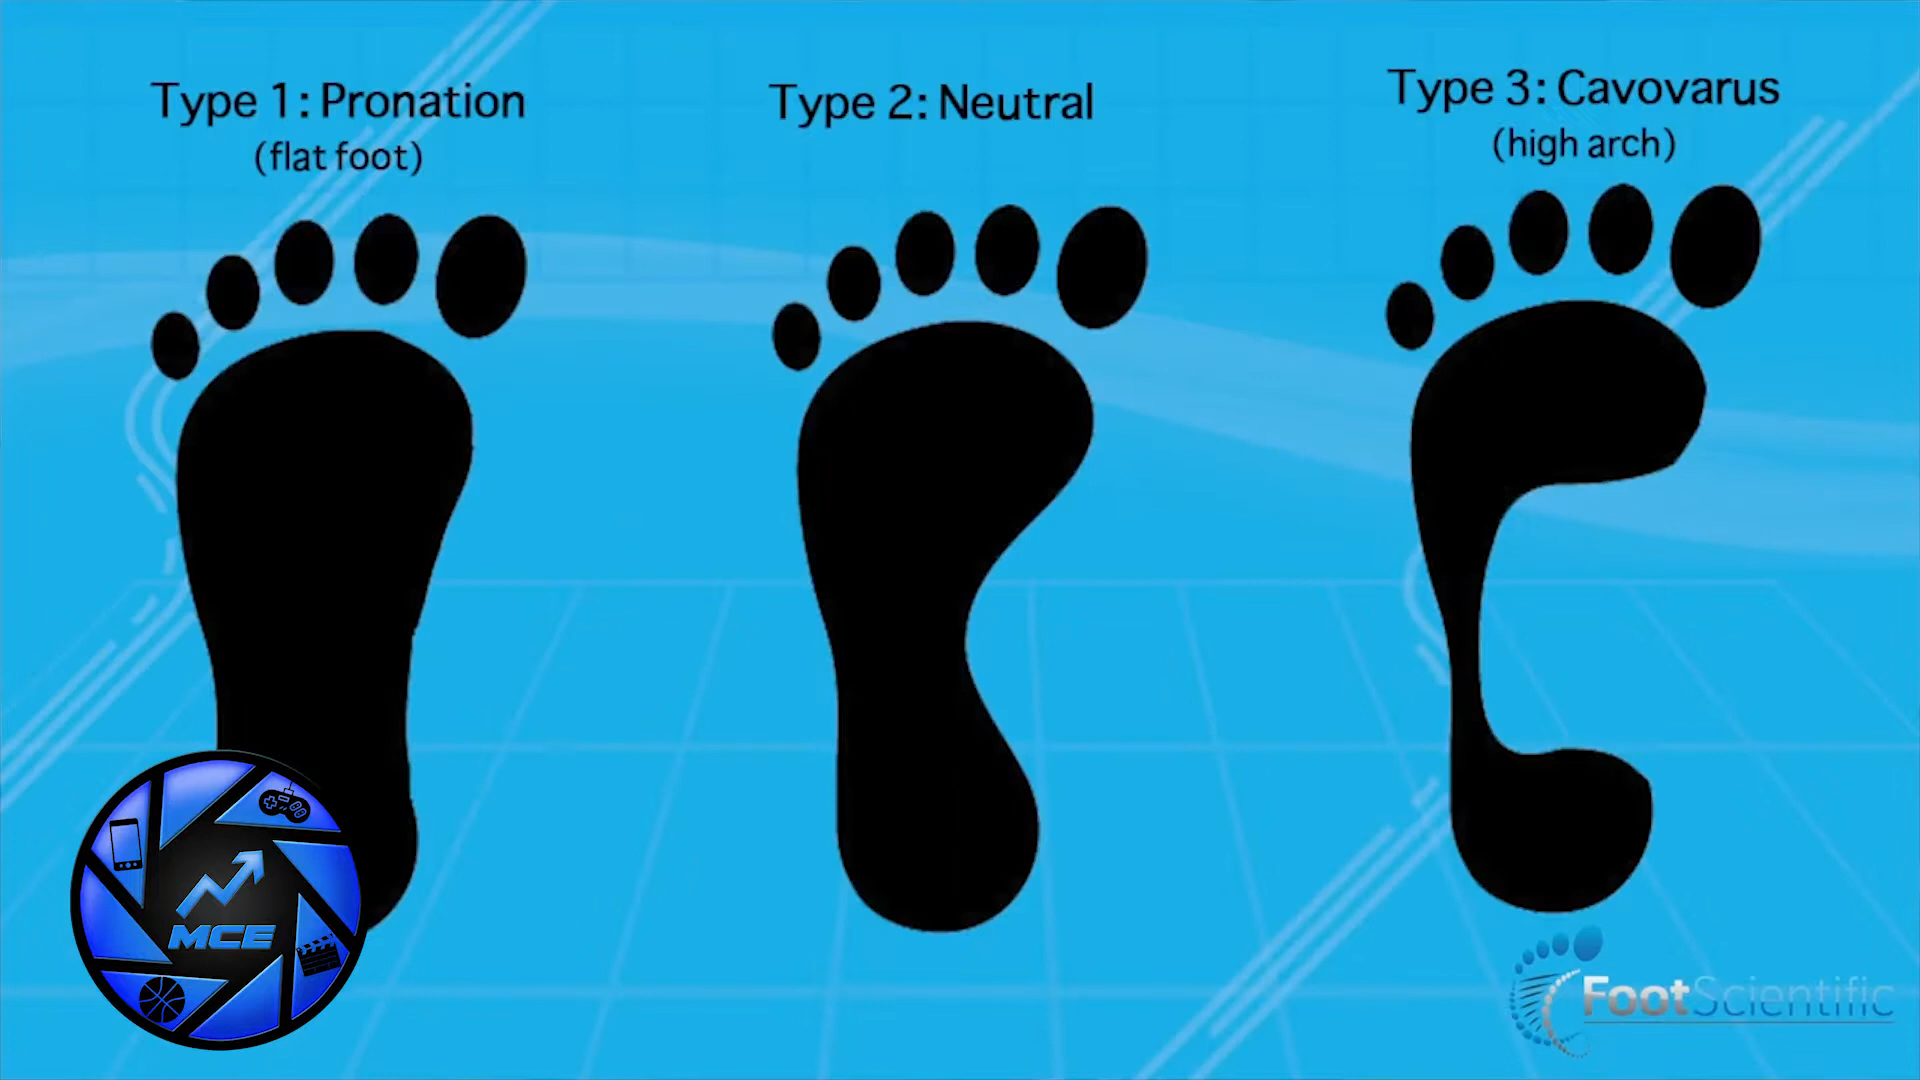 Type 1: Pronation
(flat foot)
Type 2: Neutral
Type 3: Cavovarus
(high arch)
MCE
FootScientific